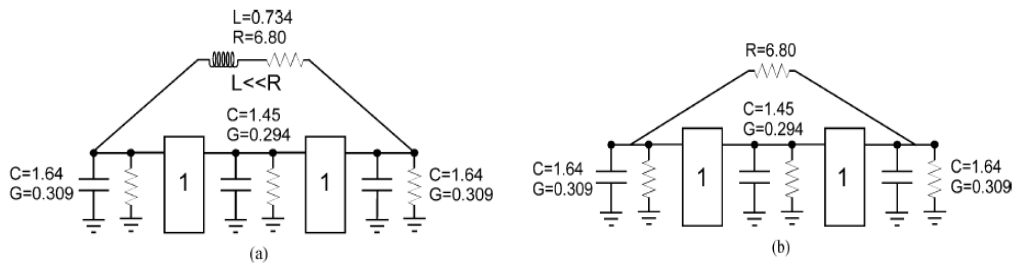 L=0.734
R=6.80
L<<R
C=1.45
G=0.294
C=1.64
G=0.309
1
1
C=1.64
G=0.309
(a)
R=6.80
C=1.45
G=0.294
C=1.64
G=0.309
1
1
C=1.64
G=0.309
(b)